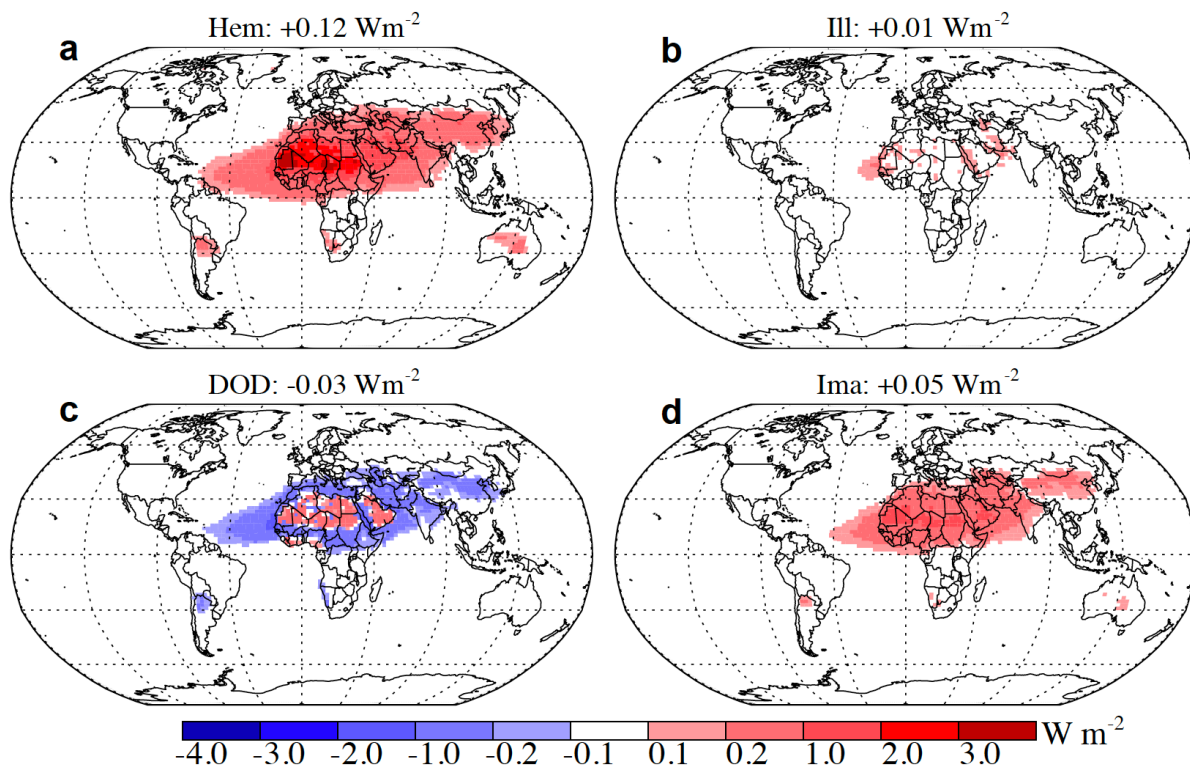 a Hem: +0.12 Wm-2
b Ill: +0.01 Wm-2
c DOD: -0.03 Wm-2
d Ima: +0.05 Wm-2
-4.0 -3.0 -2.0 -1.0 -0.2 -0.1 0.1 0.2 1.0 2.0 3.0 W m-2